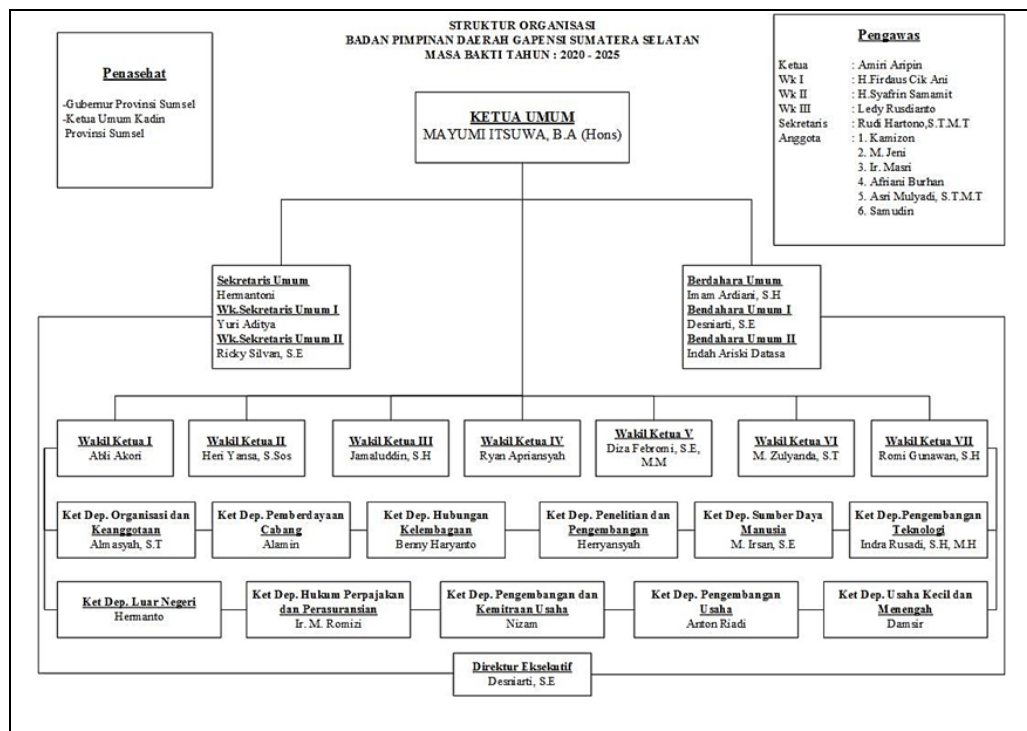 STRUKTUR ORGANISASI
BADAN PIMPINAN DAERAH GAPENSI SUMATERA SELATAN
MASA BAKTI TAHUN : 2020 - 2025
Penasehat
-Gubernur Provinsi Sumsel
-Ketua Umum Kadin
Provinsi Sumsel
Pengawas
Ketua : Amiri Aripin
Wk I : H.Firdaus Cik Ani
Wk II : H.Syafrin Samamit
Wk III : Ledy Rusdianto
Sekretaris : Rudi Hartono,S.T.M.T
Anggota : 1. Kamizon
2. M. Jeni
3. Ir. Masri
4. Afriani Burhan
5. Asri Mulyadi, S.T.M.T
6. Samudin
KETUA UMUM
MAYUMI ITSUWA, B.A (Hons)
Sekretaris Umum
Hermantoni
Wk.Sekretaris Umum I
Yuri Aditya
Wk.Sekretaris Umum II
Ricky Silvan, S.E
Berdahara Umum
Imam Ardiani, S.H
Bendahara Umum I
Desniarti, S.E
Bendahara Umum II
Indah Ariski Datasa
Wakil Ketua I
Abli Akori
Wakil Ketua II
Heri Yansa, S.Sos
Wakil Ketua III
Jamaluddin, S.H
Wakil Ketua IV
Ryan Apriansyah
Wakil Ketua V
Diza Febromi, S.E,
M.M
Wakil Ketua VI
M. Zulyanda, S.T
Wakil Ketua VII
Romi Gunawan, S.H
Ket Dep. Organisasi dan
Keanggotaan
Almasyah, S.T
Ket Dep. Pemberdayaan
Cabang
Alamin
Ket Dep. Hubungan
Kelembagaan
Benny Haryanto
Ket Dep. Penelitian dan
Pengembangan
Herryansyah
Ket Dep. Sumber Daya
Manusia
M. Irsan, S.E
Ket Dep.Pengembangan
Teknologi
Indra Rusadi, S.H, M.H
Ket Dep. Luar Negeri
Hermanto
Ket Dep. Hukum Perpajakan
dan Perasuransian
Ir. M. Romizi
Ket Dep. Pengembangan dan
Kemitraan Usaha
Nizam
Ket Dep. Pengembangan
Usaha
Anton Riadi
Ket Dep. Usaha Kecil dan
Menengah
Damsir
Direktur Eksekutif
Desniarti, S.E